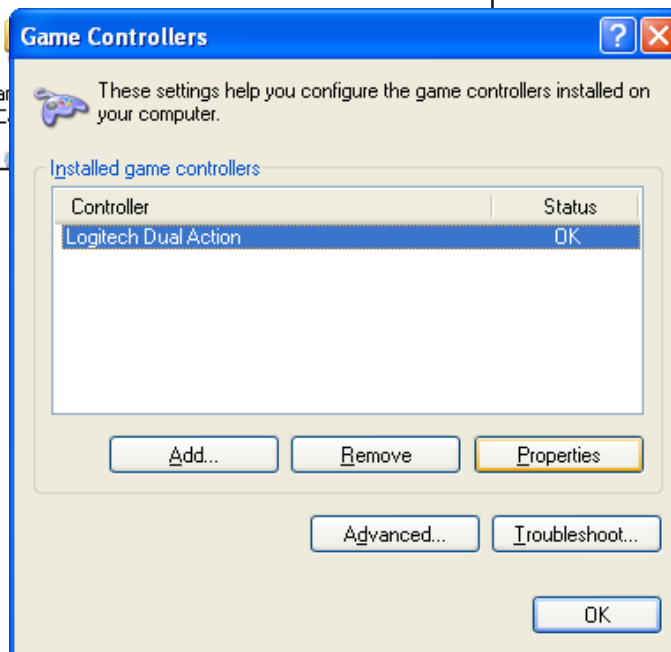 Game Controllers
These settings help you configure the game controllers installed on
your computer.
Installed game controllers
Controller Status
Logitech Dual Action OK
Add... Remove Properties
Advanced... Troubleshoot...
OK